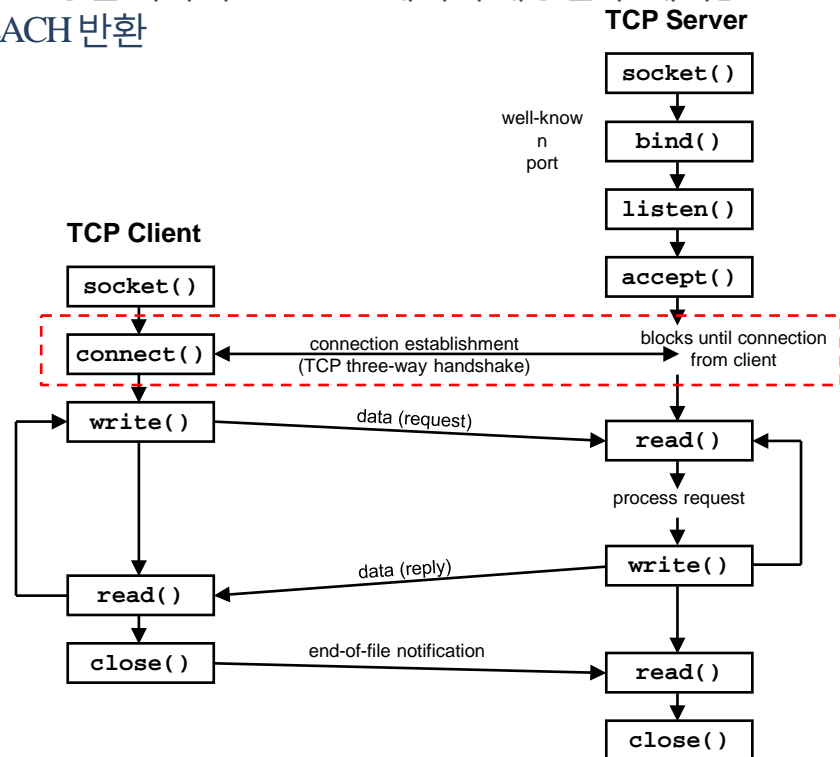 ACH 반환
TCP Server
socket()
well-know
n
port
bind()
listen()
TCP Client
accept()
socket()
connect()
connection establishment
(TCP three-way handshake)
blocks until connection
from client
write()
data (request)
read()
process request
data (reply)
write()
read()
close()
end-of-file notification
read()
close()